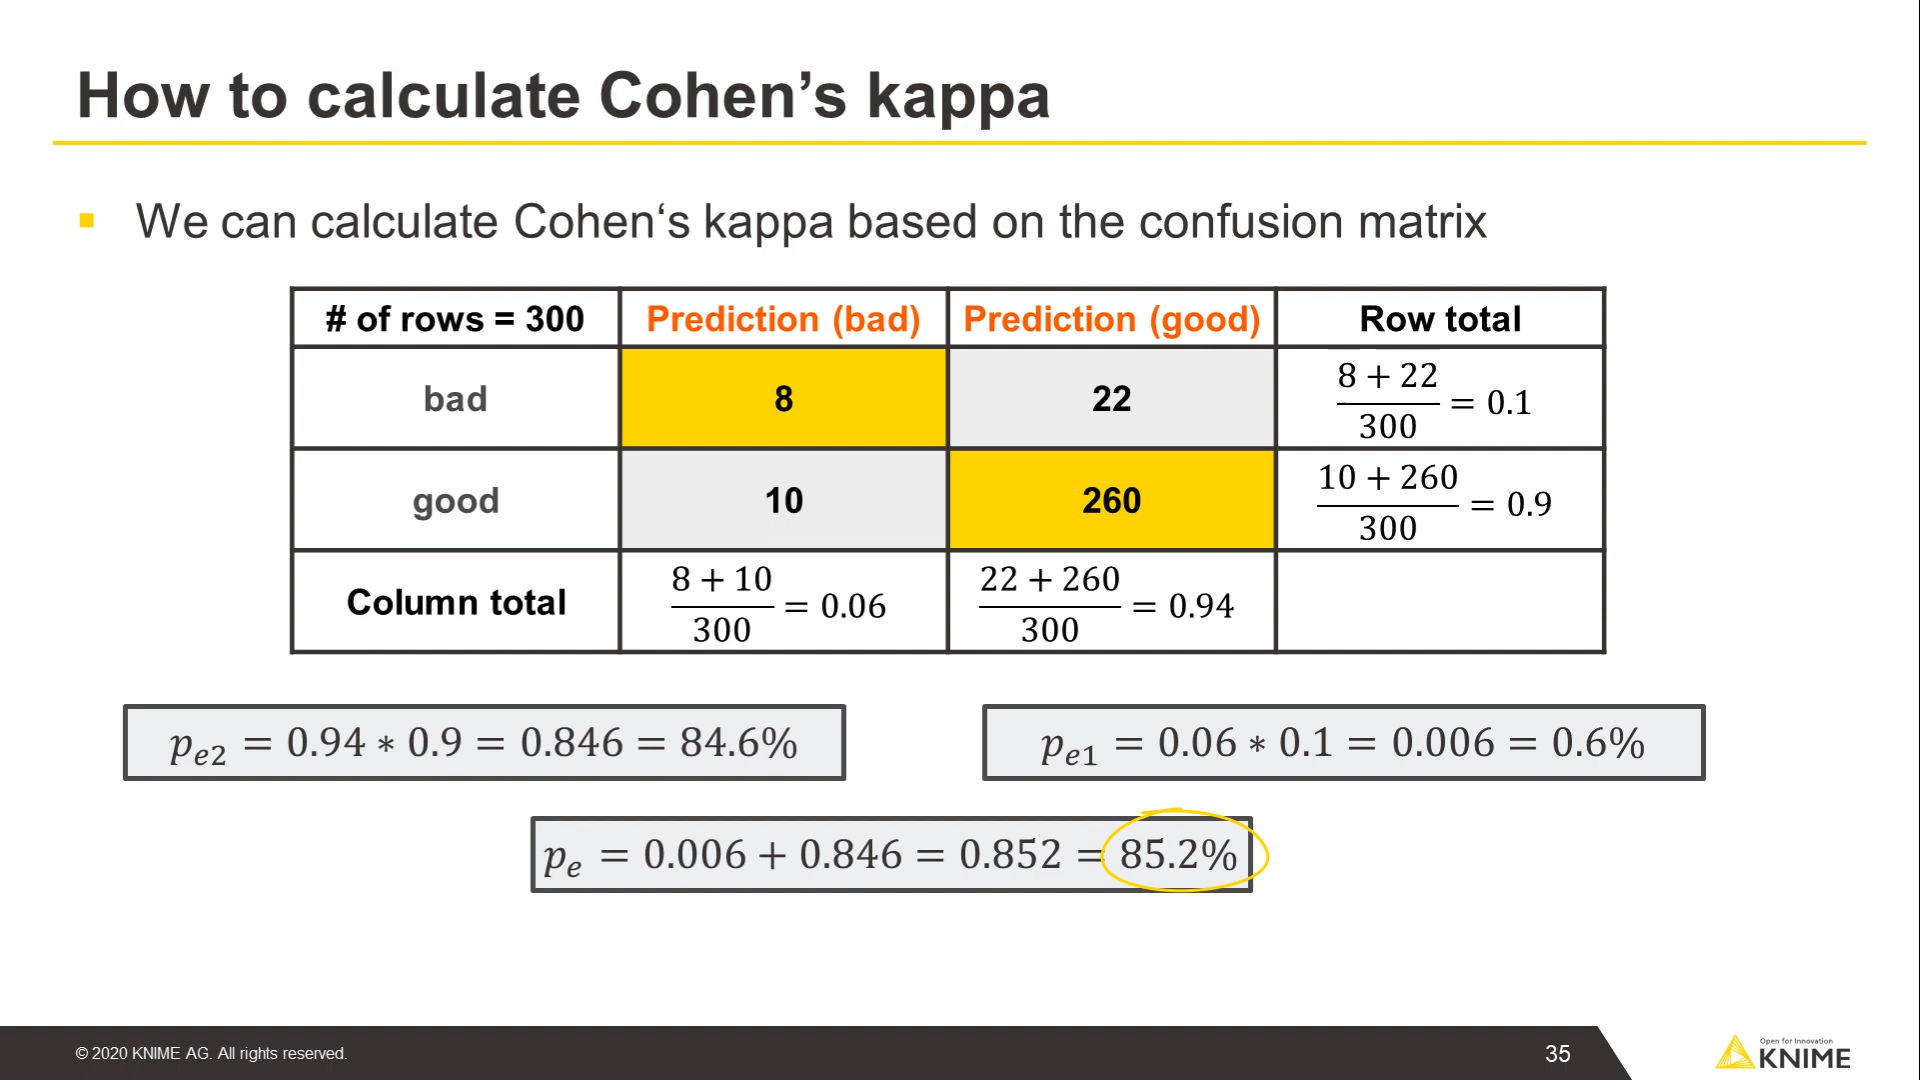 How to calculate Cohen’s kappa
We can calculate Cohen‘s kappa based on the confusion matrix
# of rows = 300 Prediction (bad) Prediction (good) Row total
bad 8 22 (8 + 22)/300 = 0.1
good 10 260 (10 + 260)/300 = 0.9
Column total (8 + 10)/300 = 0.06 (22 + 260)/300 = 0.94
p_e2 = 0.94 ∗ 0.9 = 0.846 = 84.6%
p_e1 = 0.06 ∗ 0.1 = 0.006 = 0.6%
p_e = 0.006 + 0.846 = 0.852 = 85.2%
© 2020 KNIME AG. All rights reserved.
35
Open for Innovation
KNIME